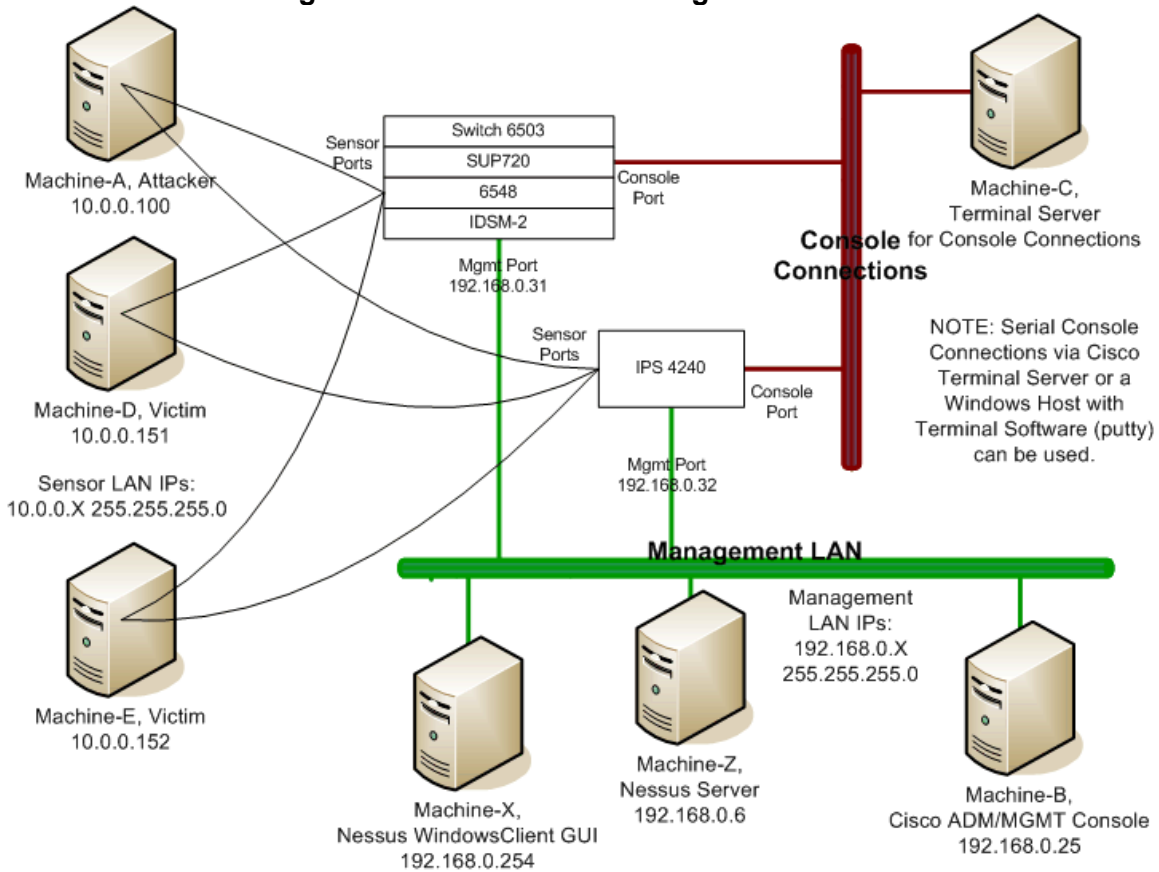 Switch 6503
SUP720
6548
IDSM-2
Sensor
Ports
Console
Port
Mgmt Port
192.168.0.31
Machine-A, Attacker
10.0.0.100
Machine-C,
Terminal Server
for Console Connections
Console
Connections
NOTE: Serial Console
Connections via Cisco
Terminal Server or a
Windows Host with
Terminal Software (putty)
can be used.
Sensor
Ports
IPS 4240
Console
Port
Mgmt Port
192.168.0.32
Machine-D, Victim
10.0.0.151
Sensor LAN IPs:
10.0.0.X 255.255.255.0
Management LAN
Management
LAN IPs:
192.168.0.X
255.255.255.0
Machine-E, Victim
10.0.0.152
Machine-X,
Nessus WindowsClient GUI
192.168.0.254
Machine-Z,
Nessus Server
192.168.0.6
Machine-B,
Cisco ADM/MGMT Console
192.168.0.25